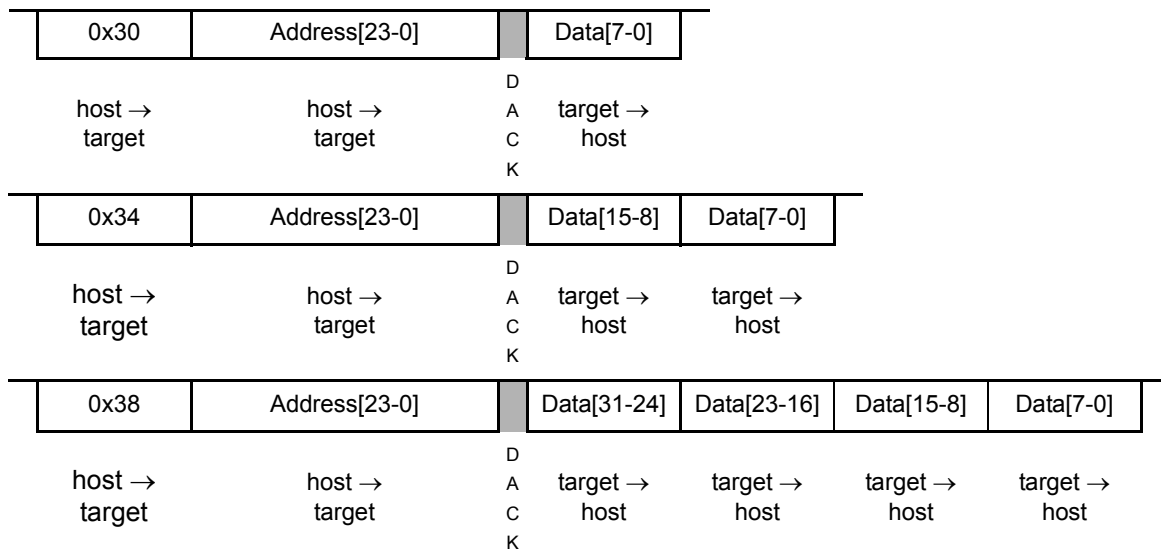 0x30 Address[23-0] Data[7-0]
host → host → D A C K target →
target target host
0x34 Address[23-0] Data[15-8] Data[7-0]
host → host → D A C K target → target →
target target host host
0x38 Address[23-0] Data[31-24] Data[23-16] Data[15-8] Data[7-0]
host → host → D A C K target → target → target → target →
target target host host host host